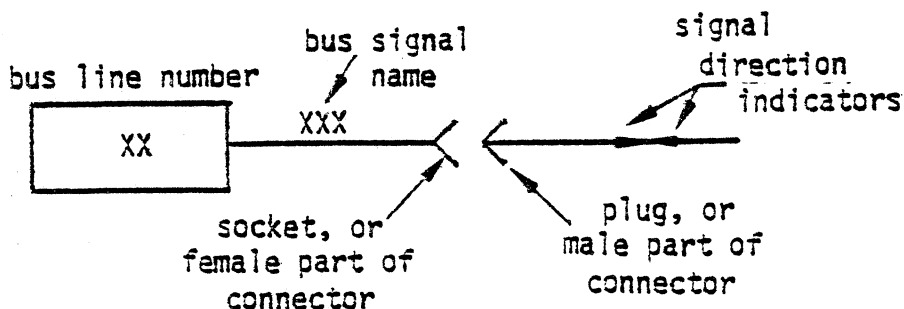 bus signal
name
signal
direction
indicators
bus line number
XX
XXX
socket, or
female part of
connector
plug, or
male part of
connector